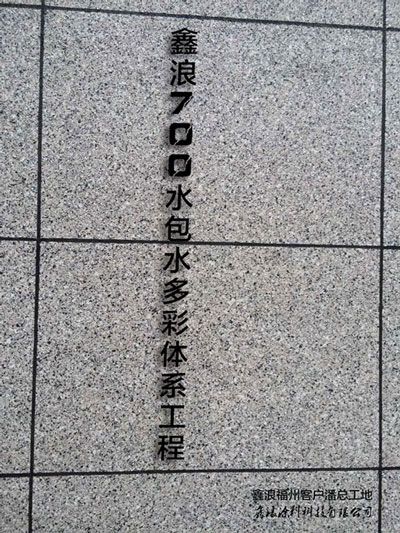 鑫浪700水包水多彩体系工程
鑫浪福州客户潘总工地
鑫浪涂料科技有限公司